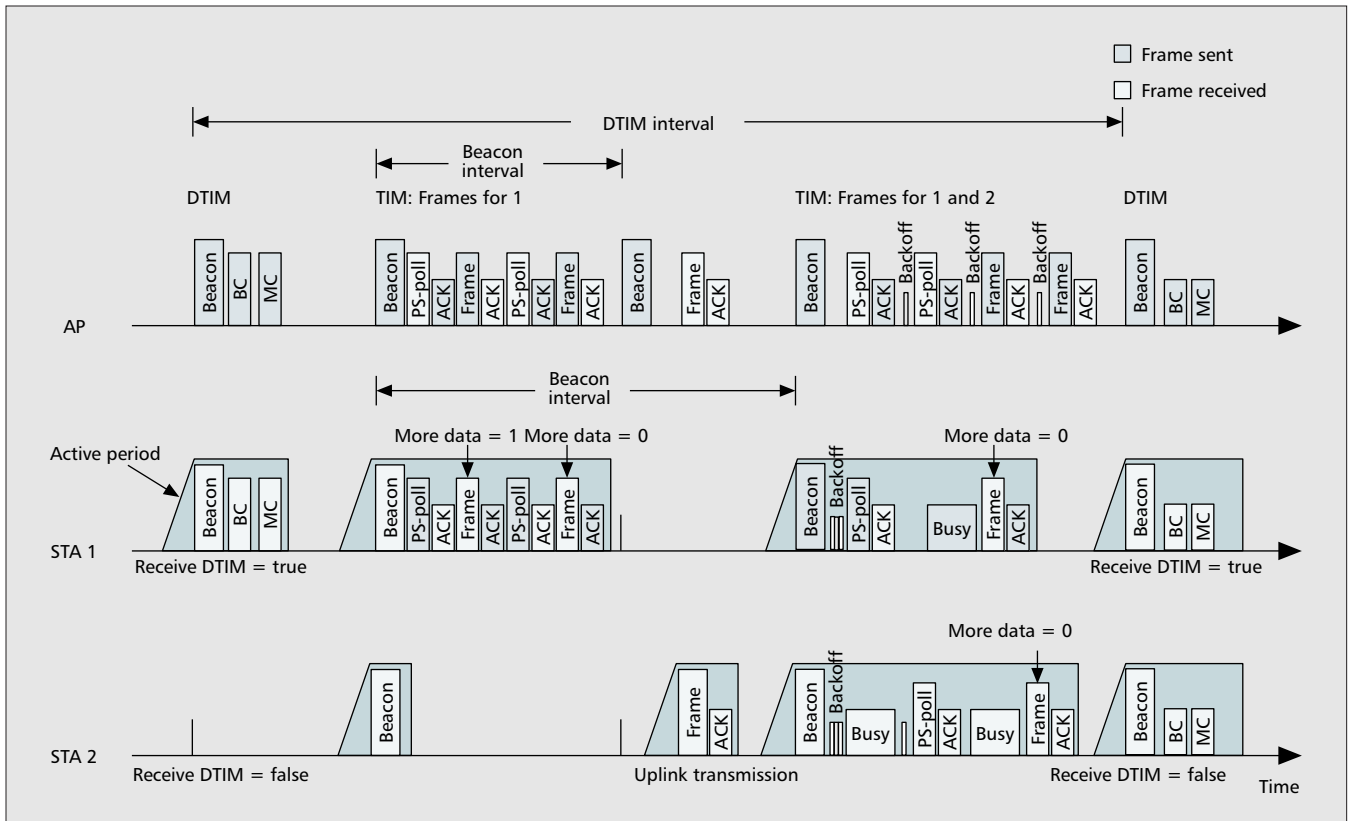 Frame sent
Frame received
DTIM interval
Beacon
interval
DTIM
TIM: Frames for 1
TIM: Frames for 1 and 2
DTIM
AP
Beacon
BC
MC
Beacon
PS-poll
ACK
Frame
ACK
PS-poll
ACK
Frame
ACK
Beacon
Frame
ACK
Beacon
PS-poll
ACK
Backoff
PS-poll
ACK
Backoff
Frame
ACK
Backoff
Frame
ACK
Beacon
BC
MC
Beacon
interval
Active period
More data = 1
More data = 0
More data = 0
STA 1
Beacon
BC
MC
Beacon
PS-poll
ACK
Frame
ACK
PS-poll
ACK
Frame
ACK
Beacon
Backoff
PS-poll
ACK
Busy
Frame
ACK
Beacon
BC
MC
Receive DTIM = true
Receive DTIM = true
More data = 0
STA 2
Beacon
Frame
ACK
Beacon
Backoff
Busy
PS-poll
ACK
Busy
Frame
ACK
Beacon
BC
MC
Receive DTIM = false
Uplink transmission
Receive DTIM = false
Time